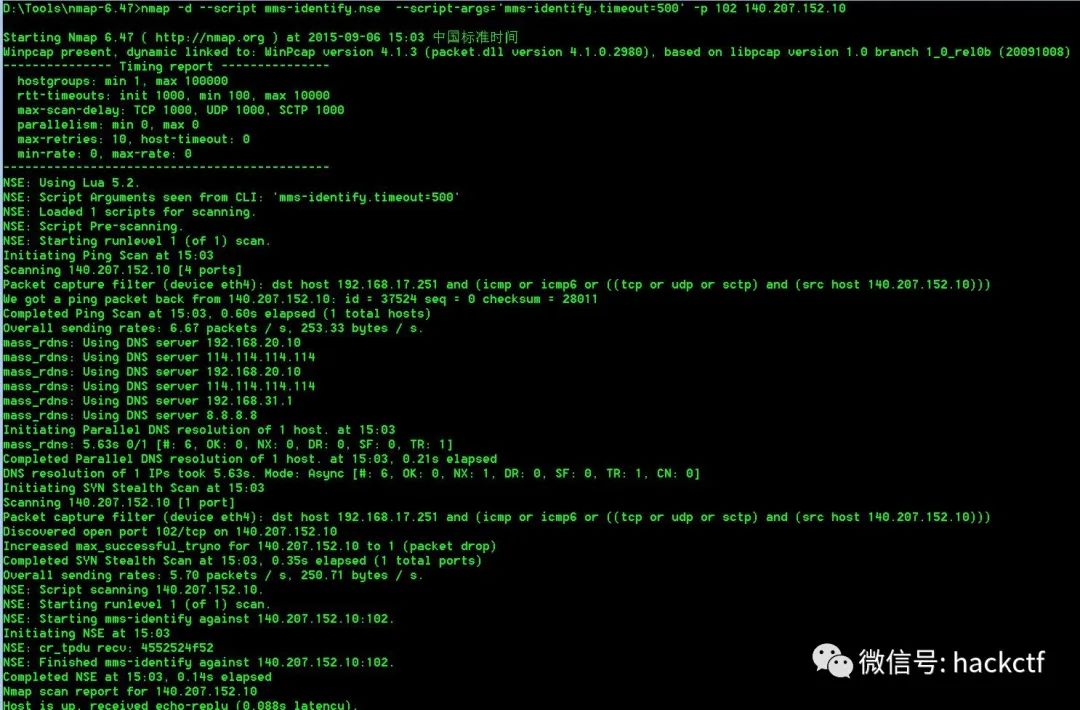 D:\Tools\nmap-6.47>nmap -d --script mms-identify.nse  --script-args='mms-identify.timeout=500' -p 102 140.207.152.10
Starting Nmap 6.47 ( http://nmap.org ) at 2015-09-06 15:03 中国标准时间
Winpcap present, dynamic linked to: WinPcap version 4.1.3 (packet.dll version 4.1.0.2980), based on libpcap version 1.0 branch 1_0_rel0b (20091008)
--------------- Timing report ---------------
  hostgroups: min 1, max 100000
  rtt-timeouts: init 1000, min 100, max 10000
  max-scan-delay: TCP 1000, UDP 1000, SCTP 1000
  parallelism: min 0, max 0
  max-retries: 10, host-timeout: 0
  min-rate: 0, max-rate: 0
---------------------------------------------
NSE: Using Lua 5.2.
NSE: Script Arguments seen from CLI: 'mms-identify.timeout=500'
NSE: Loaded 1 scripts for scanning.
NSE: Script Pre-scanning.
NSE: Starting runlevel 1 (of 1) scan.
Initiating Ping Scan at 15:03
Scanning 140.207.152.10 [4 ports]
Packet capture filter (device eth4): dst host 192.168.17.251 and (icmp or icmp6 or ((tcp or udp or sctp) and (src host 140.207.152.10)))
We got a ping packet back from 140.207.152.10: id = 37524 seq = 0 checksum = 28011
Completed Ping Scan at 15:03, 0.60s elapsed (1 total hosts)
Overall sending rates: 6.67 packets / s, 253.33 bytes / s.
mass_rdns: Using DNS server 192.168.20.10
mass_rdns: Using DNS server 114.114.114.114
mass_rdns: Using DNS server 192.168.20.10
mass_rdns: Using DNS server 114.114.114.114
mass_rdns: Using DNS server 192.168.31.1
mass_rdns: Using DNS server 8.8.8.8
Initiating Parallel DNS resolution of 1 host. at 15:03
mass_rdns: 5.63s 0/1 [#: 6, OK: 0, NX: 0, DR: 0, SF: 0, TR: 1]
Completed Parallel DNS resolution of 1 host. at 15:03, 0.21s elapsed
DNS resolution of 1 IPs took 5.63s. Mode: Async [#: 6, OK: 0, NX: 1, DR: 0, SF: 0, TR: 1, CN: 0]
Initiating SYN Stealth Scan at 15:03
Scanning 140.207.152.10 [1 port]
Packet capture filter (device eth4): dst host 192.168.17.251 and (icmp or icmp6 or ((tcp or udp or sctp) and (src host 140.207.152.10)))
Discovered open port 102/tcp on 140.207.152.10
Increased max_successful_tryno for 140.207.152.10 to 1 (packet drop)
Completed SYN Stealth Scan at 15:03, 0.35s elapsed (1 total ports)
Overall sending rates: 5.70 packets / s, 250.71 bytes / s.
NSE: Script scanning 140.207.152.10.
NSE: Starting runlevel 1 (of 1) scan.
NSE: Starting mms-identify against 140.207.152.10:102.
Initiating NSE at 15:03
NSE: cr_tpdu recv: 4552524f52
NSE: Finished mms-identify against 140.207.152.10:102.
Completed NSE at 15:03, 0.14s elapsed
Nmap scan report for 140.207.152.10
Host is up, received echo-reply (0.088s latency).
微信号: hackctf